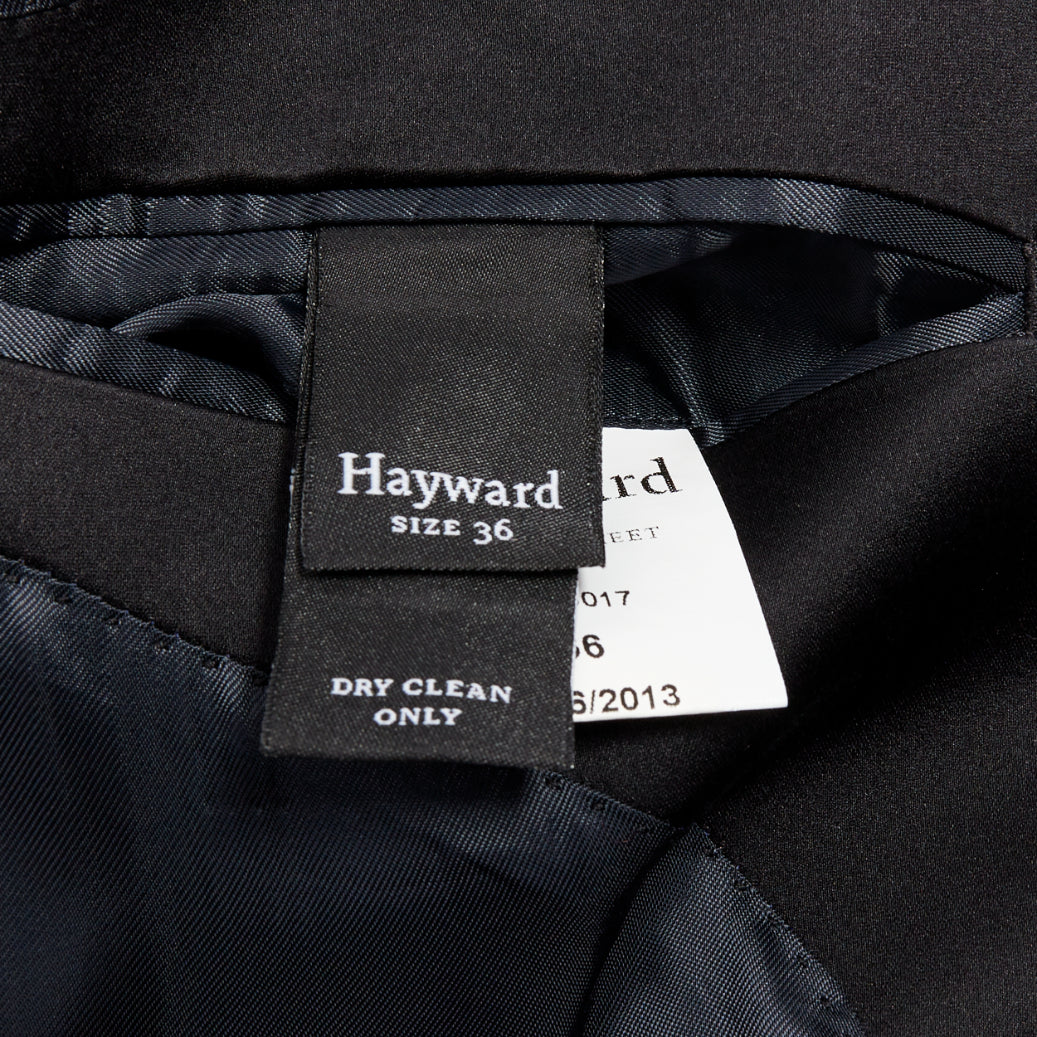 Hayward
SIZE 36
DRY CLEAN
ONLY
rd
EET
017
6
6/2013